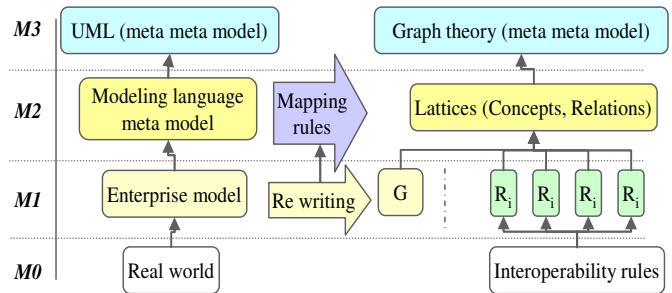 M3
UML (meta meta model)
Graph theory (meta meta model)
M2
Modeling language
meta model
Mapping
rules
Lattices (Concepts, Relations)
M1
Enterprise model
Re writing
G
Ri
Ri
Ri
Ri
M0
Real world
Interoperability rules